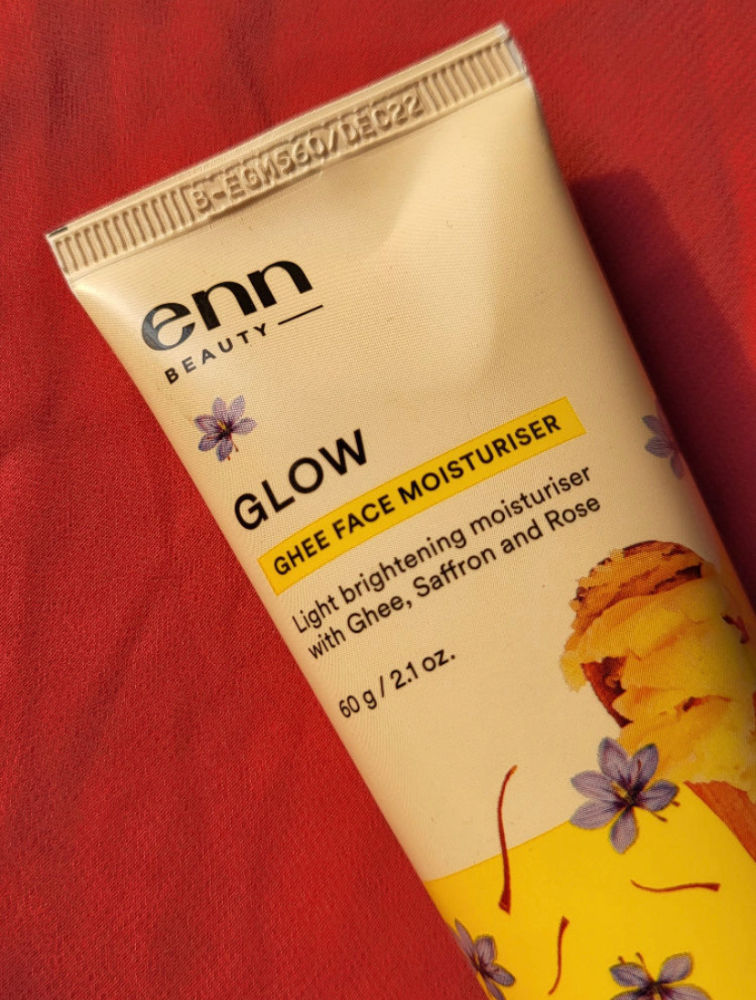 B-EGM560/DEC22
enn
BEAUTY
GLOW
GHEE FACE MOISTURISER
Light brightening moisturiser
with Ghee, Saffron and Rose
60 g / 2.1 oz.